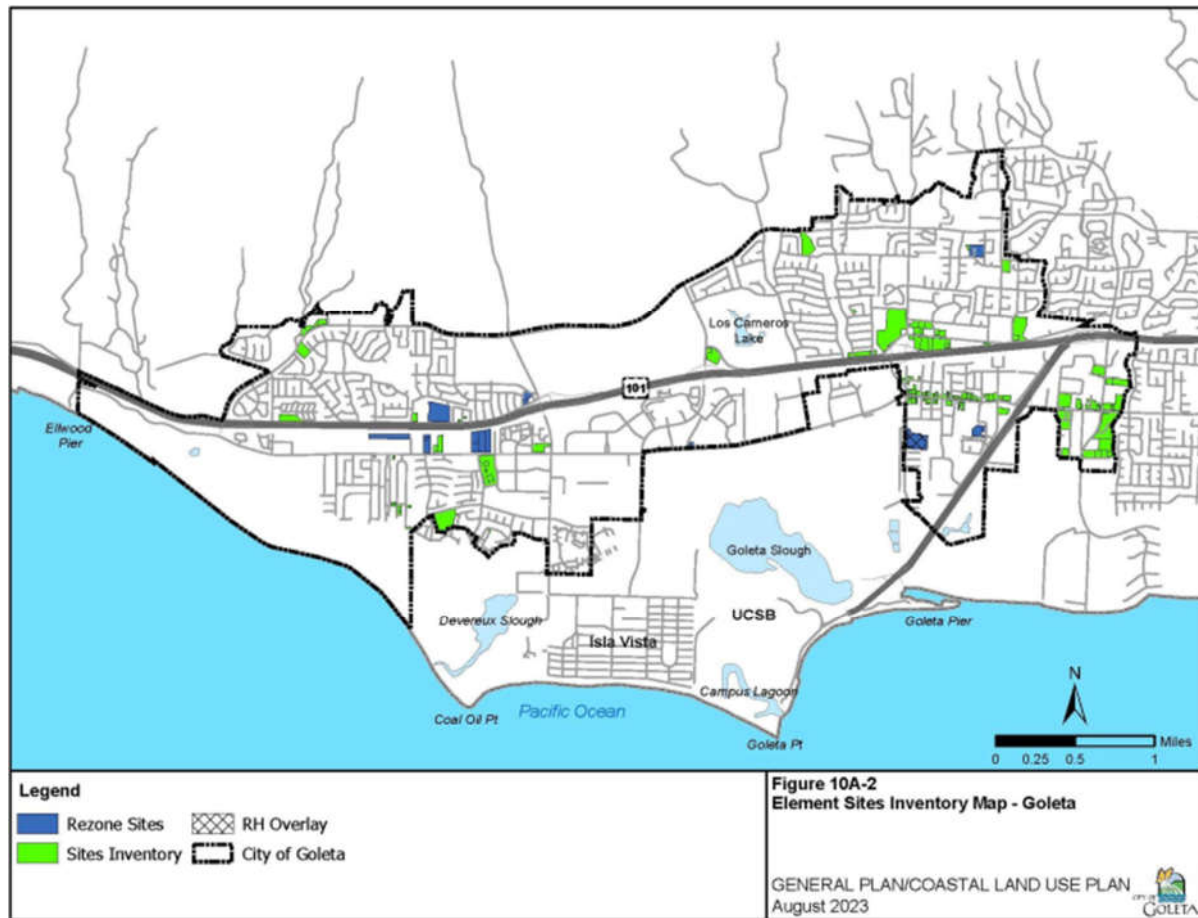 Los Carneros
Lake
101
Ellwood
Pier
Goleta Slough
Devereux Slough
UCSB
Isla Vista
Goleta Pier
Campus Lagoon
Coal Oil Pt
Pacific Ocean
Goleta Pt
N
Miles
0 0.25 0.5 1
Legend
Rezone Sites
RH Overlay
Sites Inventory
City of Goleta
Figure 10A-2
Element Sites Inventory Map - Goleta
GENERAL PLAN/COASTAL LAND USE PLAN
August 2023
CITY OF
GOLETA